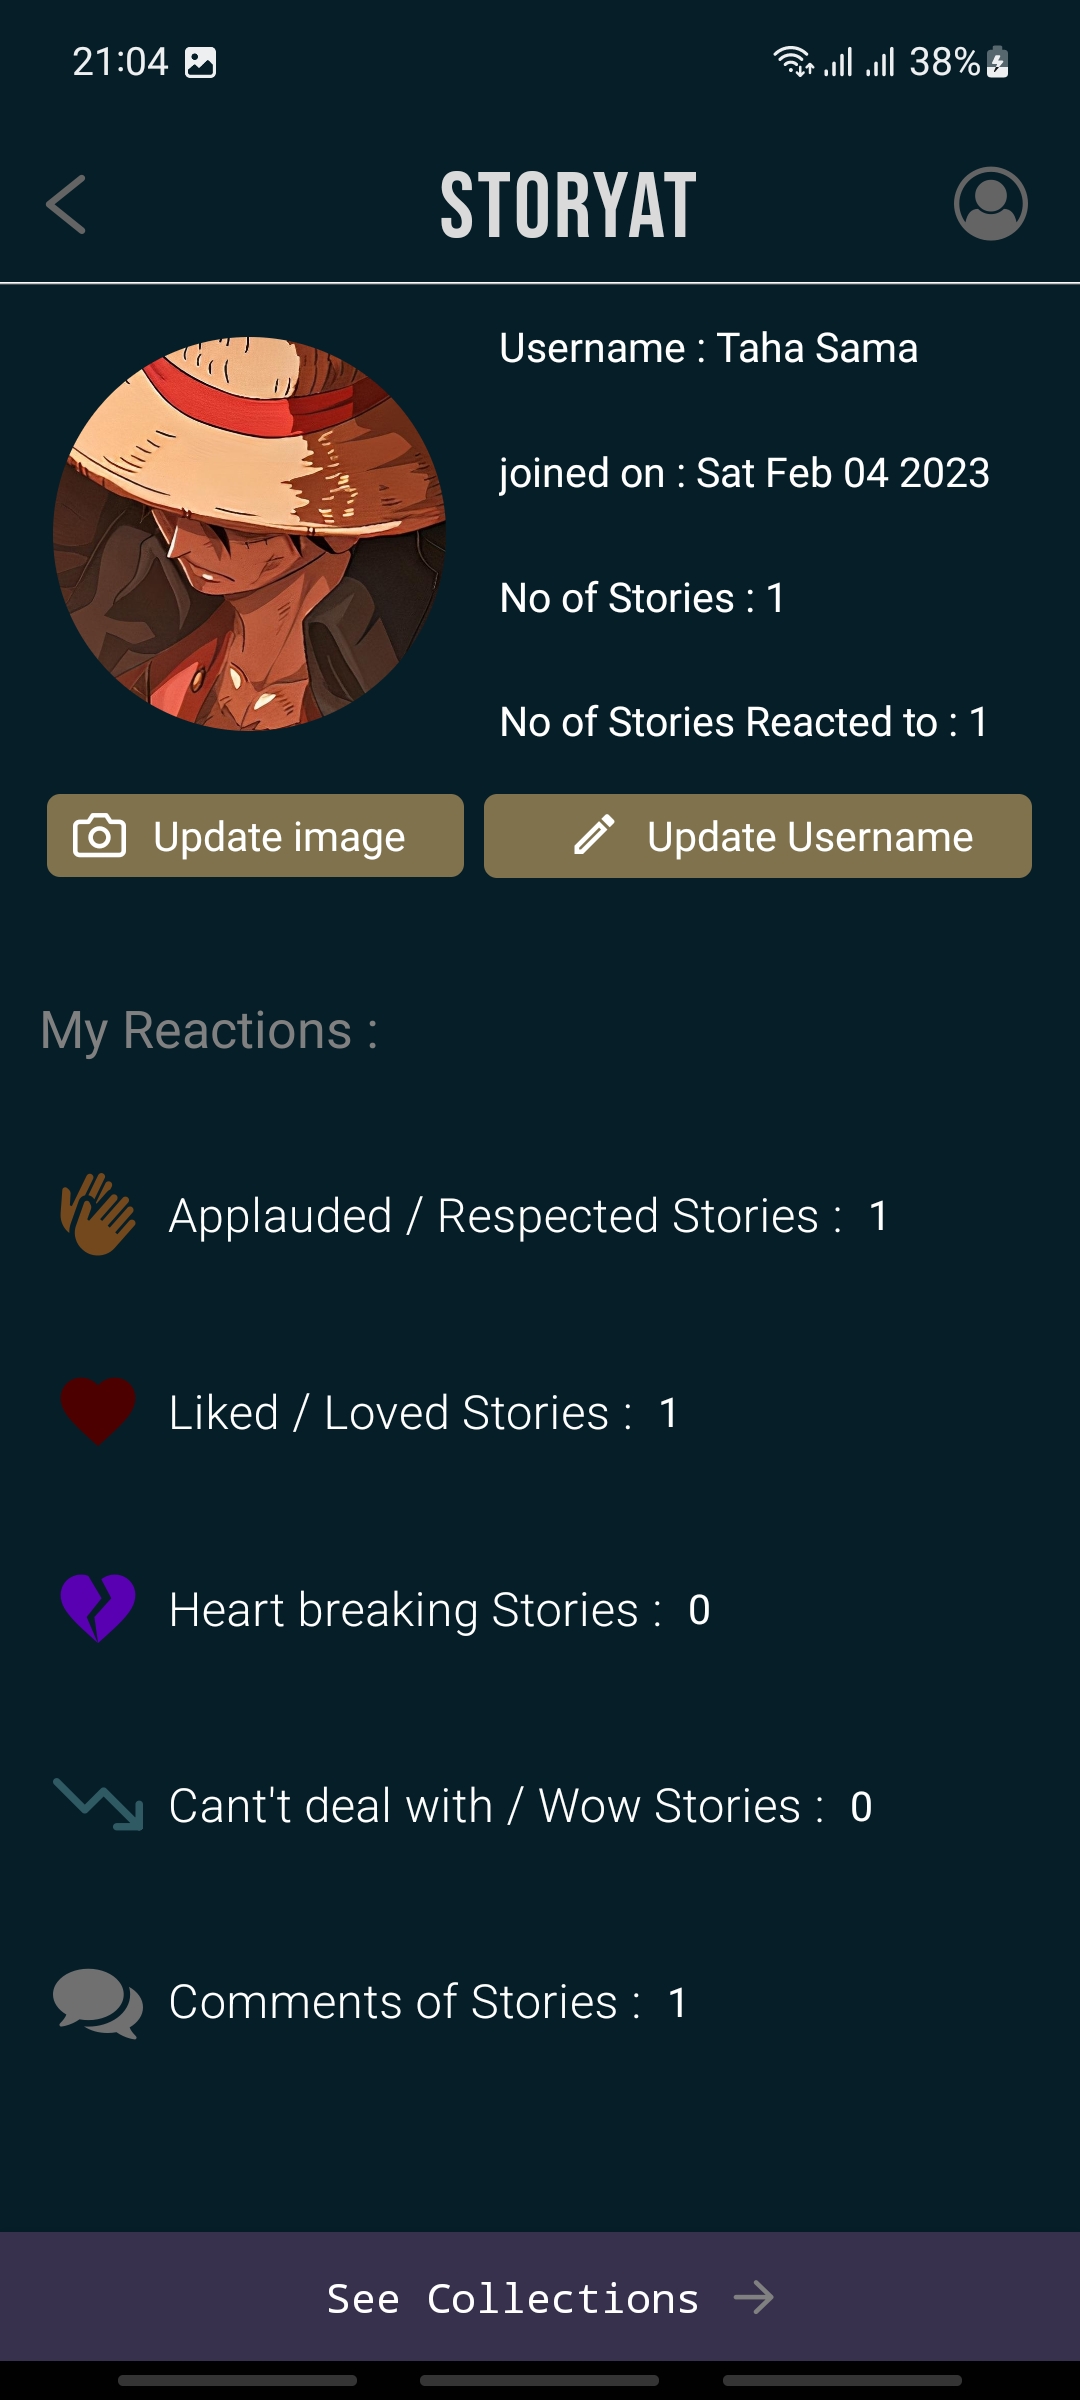 21:04
38%
STORYAT
Username : Taha Sama
joined on : Sat Feb 04 2023
No of Stories : 1
No of Stories Reacted to : 1
Update image
Update Username
My Reactions :
Applauded / Respected Stories : 1
Liked / Loved Stories : 1
Heart breaking Stories : 0
Cant't deal with / Wow Stories : 0
Comments of Stories : 1
See Collections